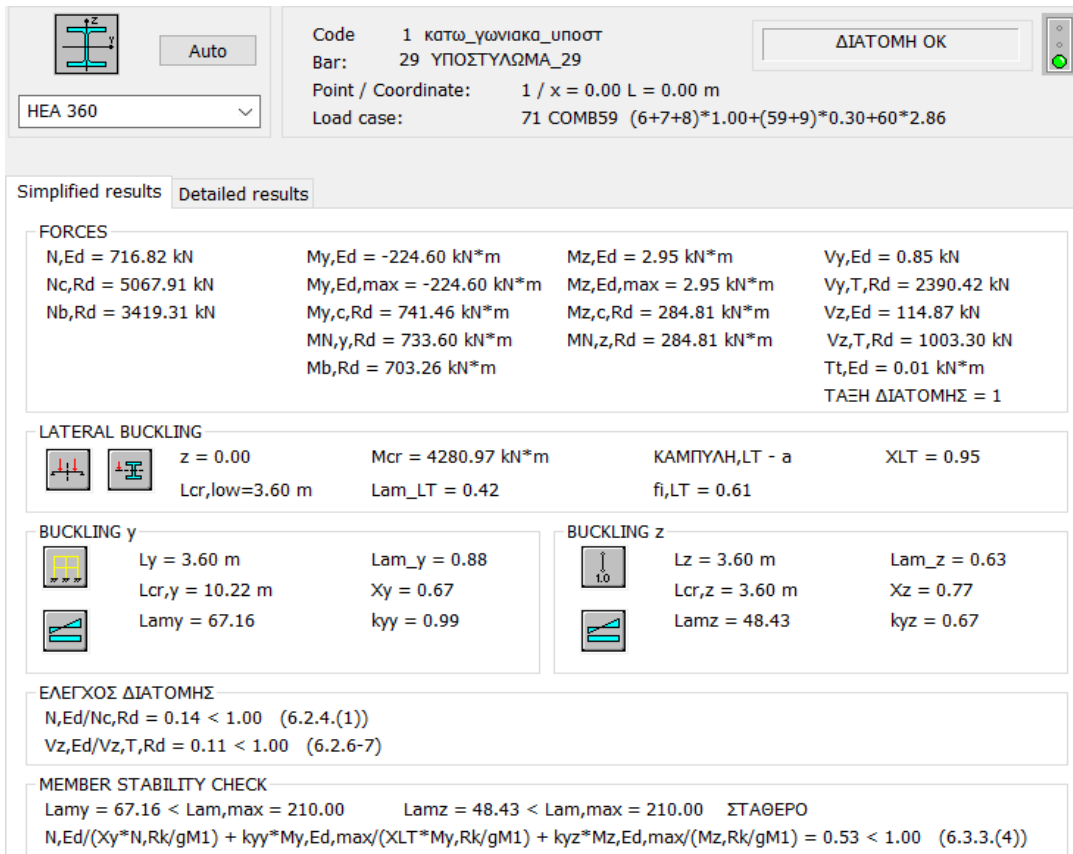 z
y
Auto
HEA 360
Code 1 κατω_γωνιακα_υποστ
Bar: 29 ΥΠΟΣΤΥΛΩΜΑ_29
Point / Coordinate: 1 / x = 0.00 L = 0.00 m
Load case: 71 COMB59 (6+7+8)*1.00+(59+9)*0.30+60*2.86
ΔΙΑΤΟΜΗ ΟΚ
Simplified results Detailed results
FORCES
N,Ed = 716.82 kN My,Ed = -224.60 kN*m Mz,Ed = 2.95 kN*m Vy,Ed = 0.85 kN
Nc,Rd = 5067.91 kN My,Ed,max = -224.60 kN*m Mz,Ed,max = 2.95 kN*m Vy,T,Rd = 2390.42 kN
Nb,Rd = 3419.31 kN My,c,Rd = 741.46 kN*m Mz,c,Rd = 284.81 kN*m Vz,Ed = 114.87 kN
MN,y,Rd = 733.60 kN*m MN,z,Rd = 284.81 kN*m Vz,T,Rd = 1003.30 kN
Mb,Rd = 703.26 kN*m Tt,Ed = 0.01 kN*m
ΤΑΞΗ ΔΙΑΤΟΜΗΣ = 1
LATERAL BUCKLING
z = 0.00 Mcr = 4280.97 kN*m ΚΑΜΠΥΛΗ,LT - a XLT = 0.95
Lcr,low=3.60 m Lam_LT = 0.42 fi,LT = 0.61
BUCKLING y
Ly = 3.60 m Lam_y = 0.88
Lcr,y = 10.22 m Xy = 0.67
Lamy = 67.16 kyy = 0.99
BUCKLING z
1.0
Lz = 3.60 m Lam_z = 0.63
Lcr,z = 3.60 m Xz = 0.77
Lamz = 48.43 kyz = 0.67
ΕΛΕΓΧΟΣ ΔΙΑΤΟΜΗΣ
N,Ed/Nc,Rd = 0.14 < 1.00 (6.2.4.(1))
Vz,Ed/Vz,T,Rd = 0.11 < 1.00 (6.2.6-7)
MEMBER STABILITY CHECK
Lamy = 67.16 < Lam,max = 210.00 Lamz = 48.43 < Lam,max = 210.00 ΣΤΑΘΕΡΟ
N,Ed/(Xy*N,Rk/gM1) + kyy*My,Ed,max/(XLT*My,Rk/gM1) + kyz*Mz,Ed,max/(Mz,Rk/gM1) = 0.53 < 1.00 (6.3.3.(4))